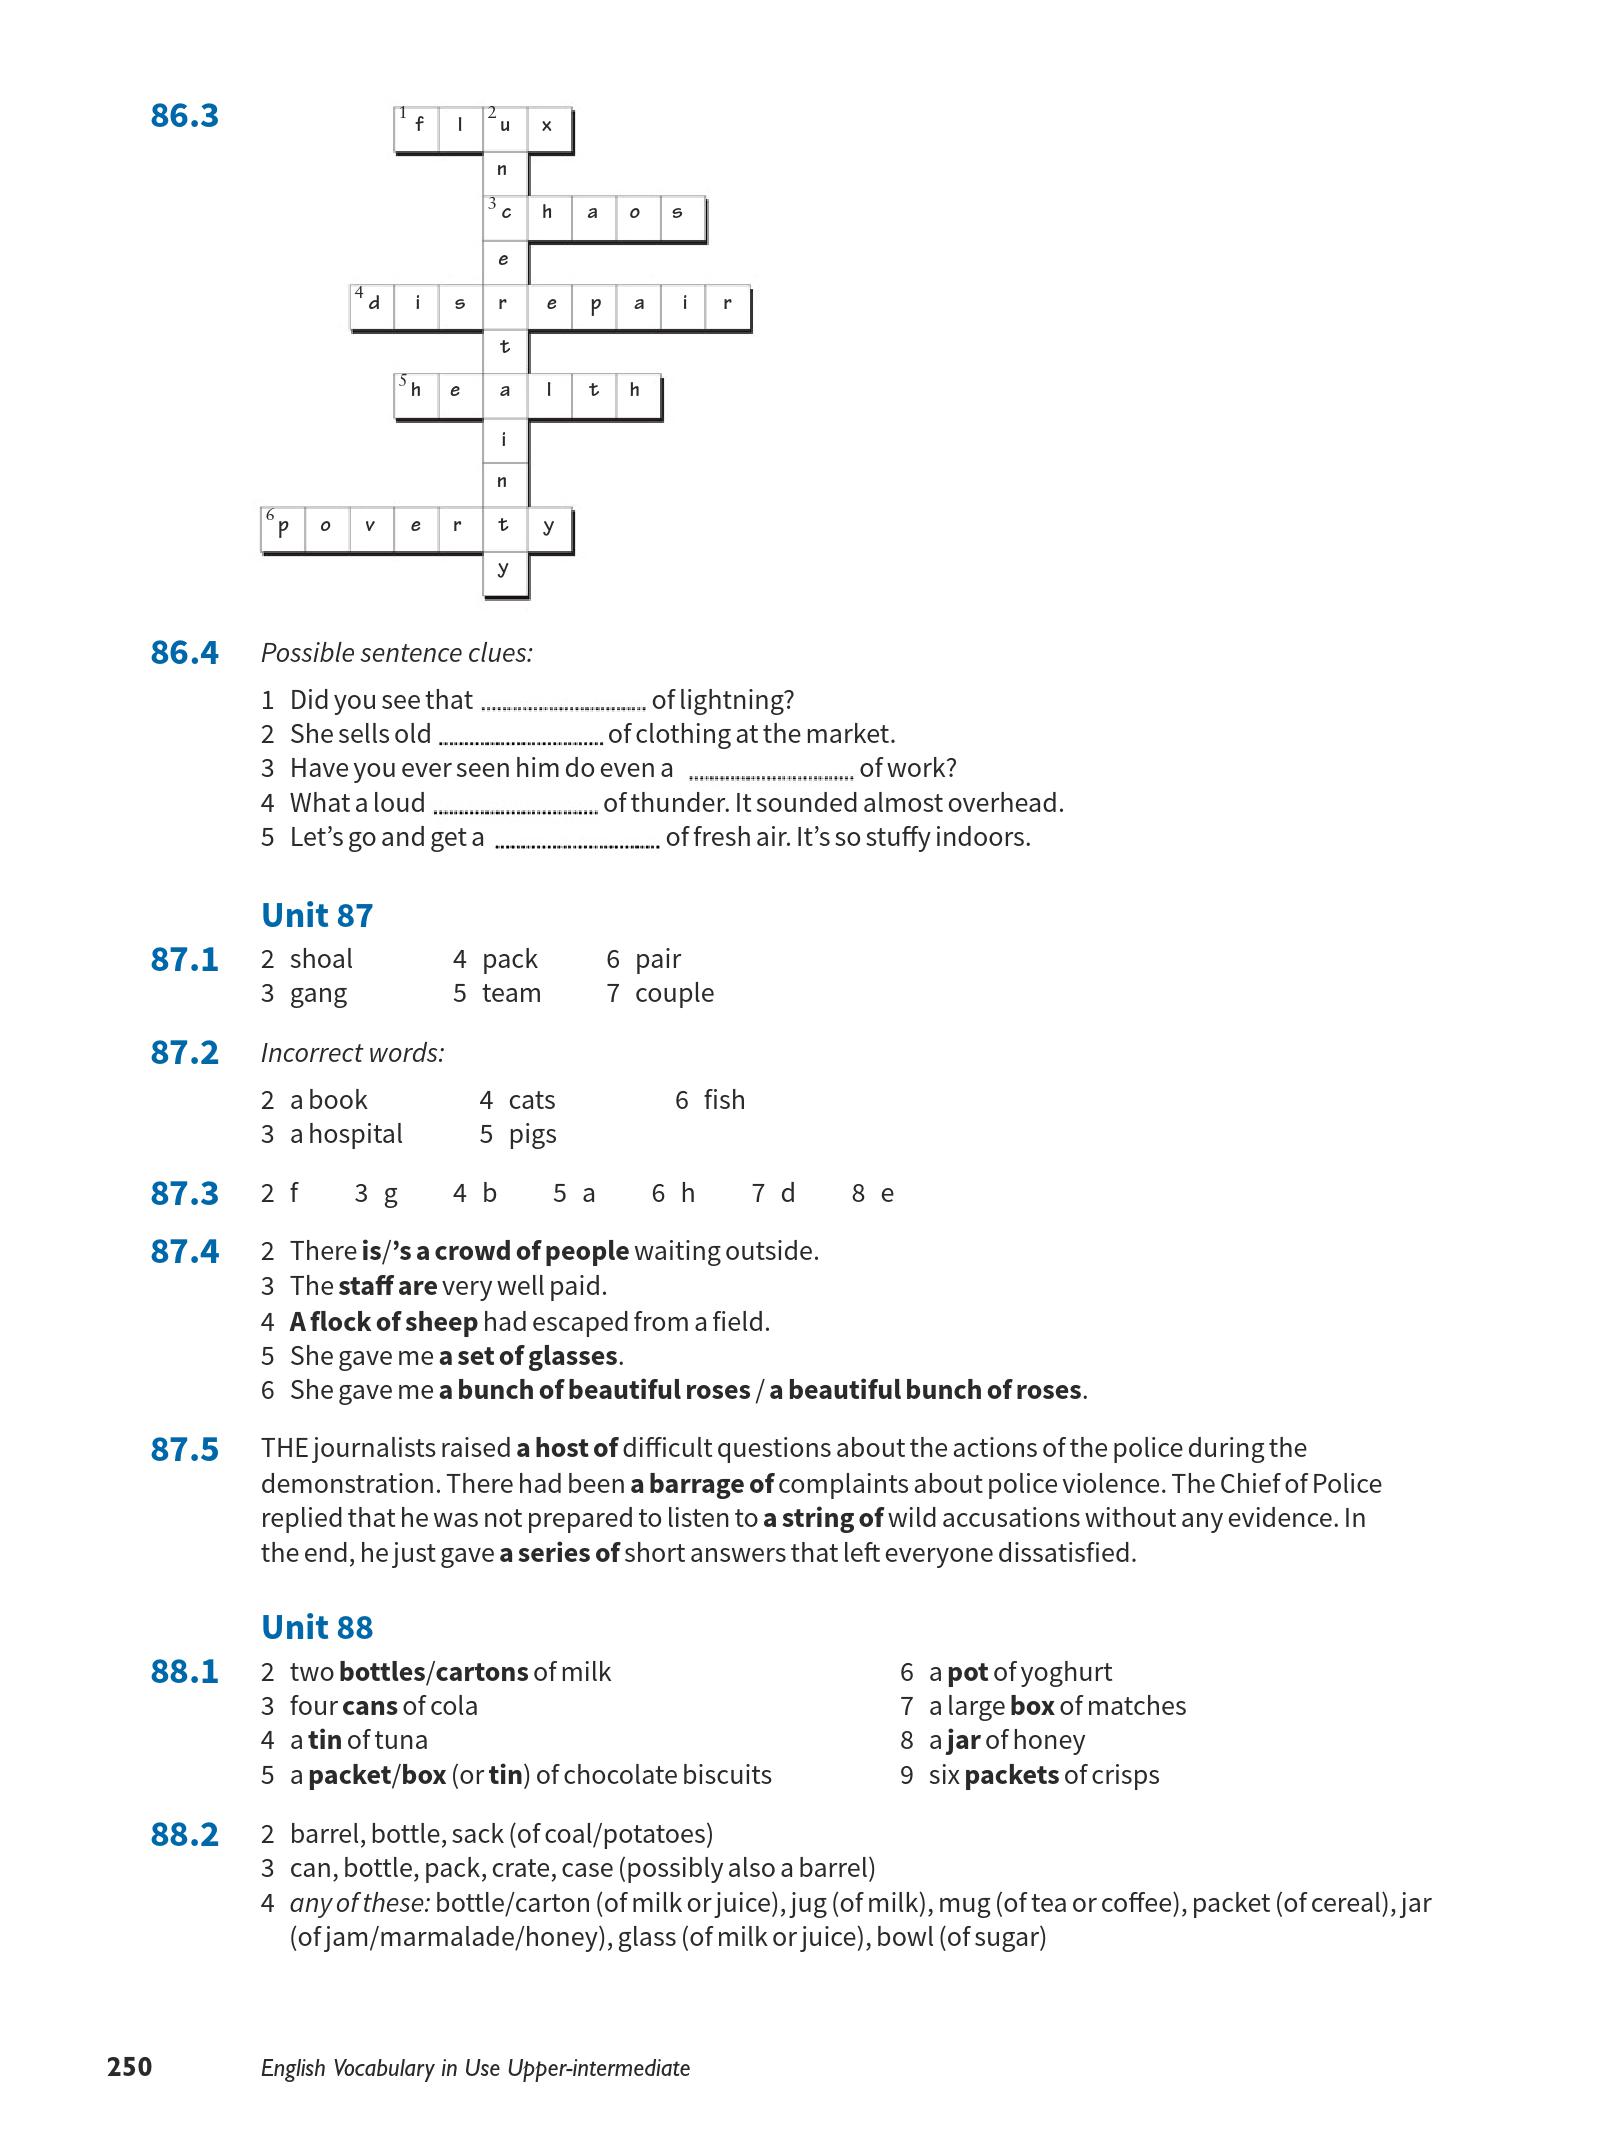 86.3
1 f l 2 u x
n
3 c h a o s
e
4 d i s r e p a i r
t
5 h e a l t h
i
n
6 p o v e r t y
y
86.4 Possible sentence clues:
1 Did you see that ........................ of lightning?
2 She sells old ........................ of clothing at the market.
3 Have you ever seen him do even a ........................ of work?
4 What a loud ........................ of thunder. It sounded almost overhead.
5 Let’s go and get a ........................ of fresh air. It’s so stuffy indoors.
Unit 87
87.1 2 shoal 4 pack 6 pair
3 gang 5 team 7 couple
87.2 Incorrect words:
2 a book 4 cats 6 fish
3 a hospital 5 pigs
87.3 2 f 3 g 4 b 5 a 6 h 7 d 8 e
87.4 2 There is/’s a crowd of people waiting outside.
3 The staff are very well paid.
4 A flock of sheep had escaped from a field.
5 She gave me a set of glasses.
6 She gave me a bunch of beautiful roses / a beautiful bunch of roses.
87.5 THE journalists raised a host of difficult questions about the actions of the police during the
demonstration. There had been a barrage of complaints about police violence. The Chief of Police
replied that he was not prepared to listen to a string of wild accusations without any evidence. In
the end, he just gave a series of short answers that left everyone dissatisfied.
Unit 88
88.1 2 two bottles/cartons of milk 6 a pot of yoghurt
3 four cans of cola 7 a large box of matches
4 a tin of tuna 8 a jar of honey
5 a packet/box (or tin) of chocolate biscuits 9 six packets of crisps
88.2 2 barrel, bottle, sack (of coal/potatoes)
3 can, bottle, pack, crate, case (possibly also a barrel)
4 any of these: bottle/carton (of milk or juice), jug (of milk), mug (of tea or coffee), packet (of cereal), jar
(of jam/marmalade/honey), glass (of milk or juice), bowl (of sugar)
250 English Vocabulary in Use Upper-intermediate